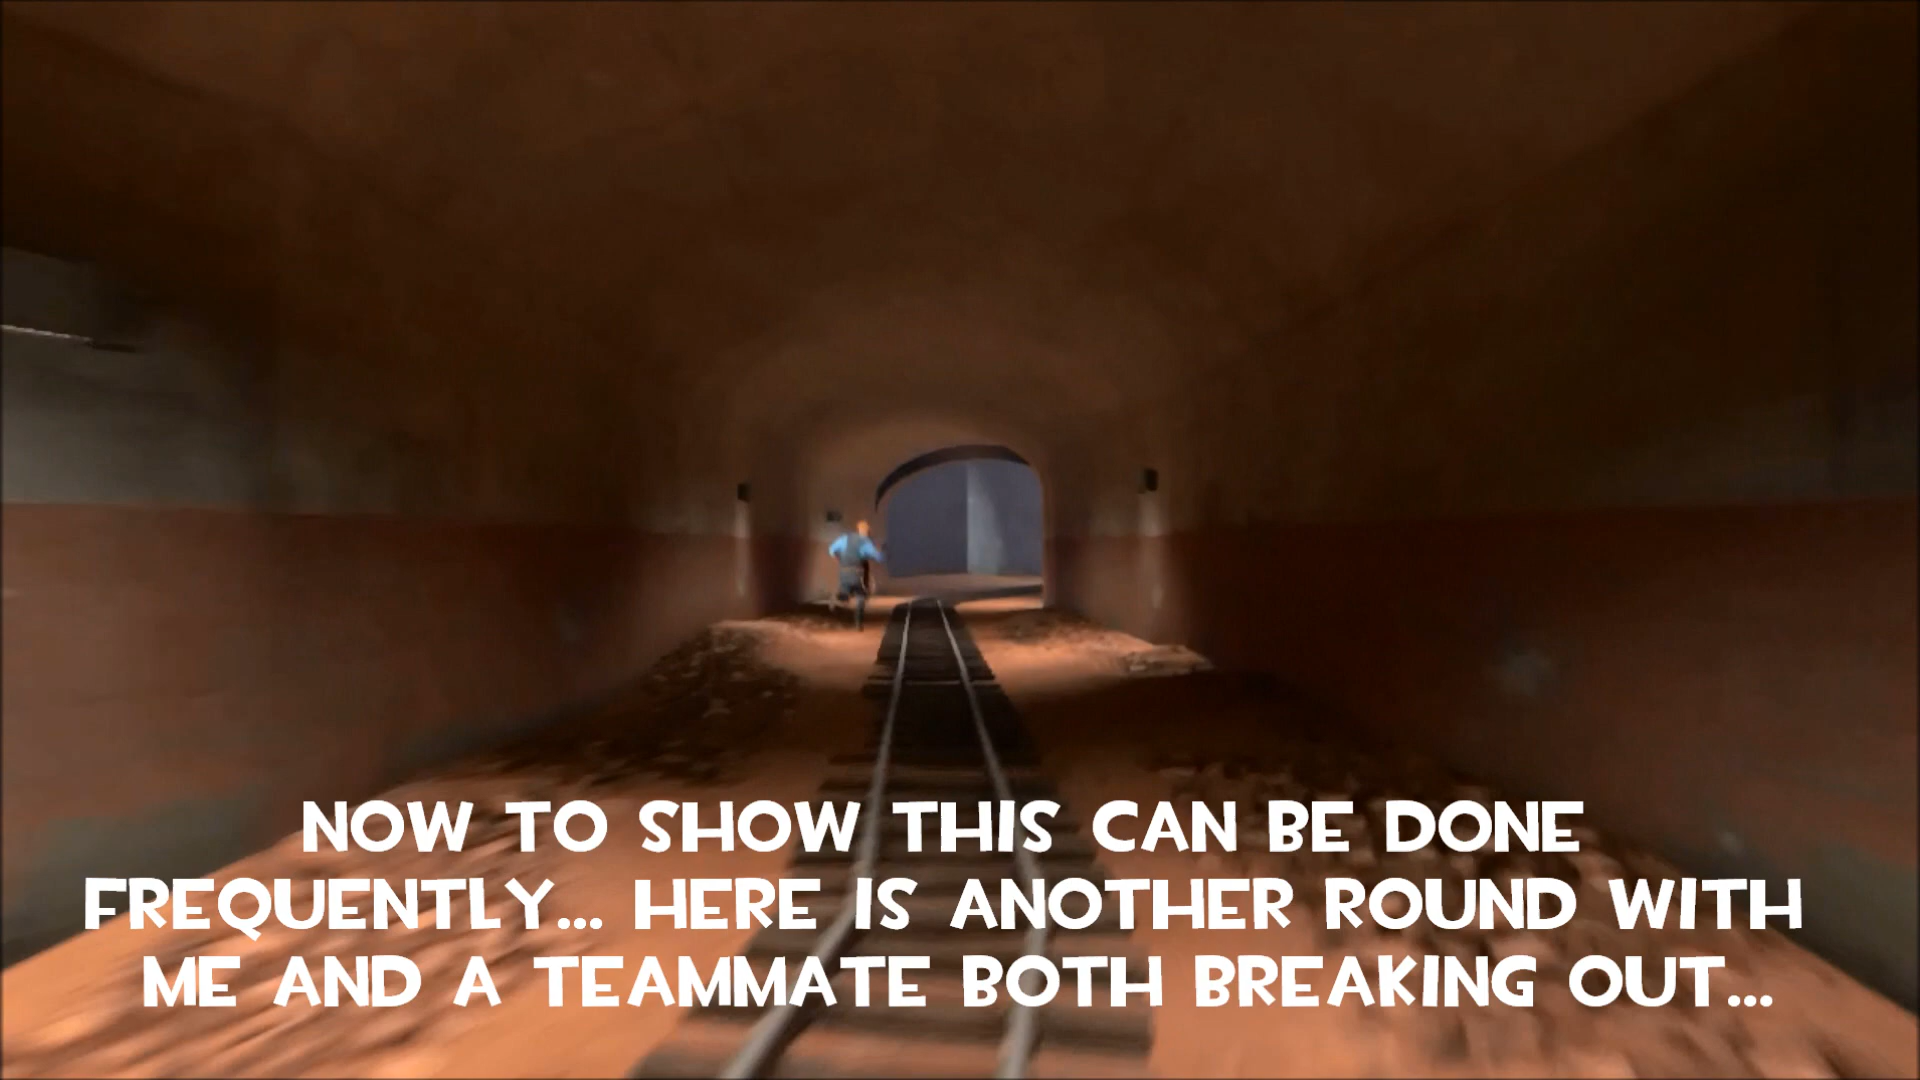 NOW TO SHOW THIS CAN BE DONE
FREQUENTLY... HERE IS ANOTHER ROUND WITH
ME AND A TEAMMATE BOTH BREAKING OUT...